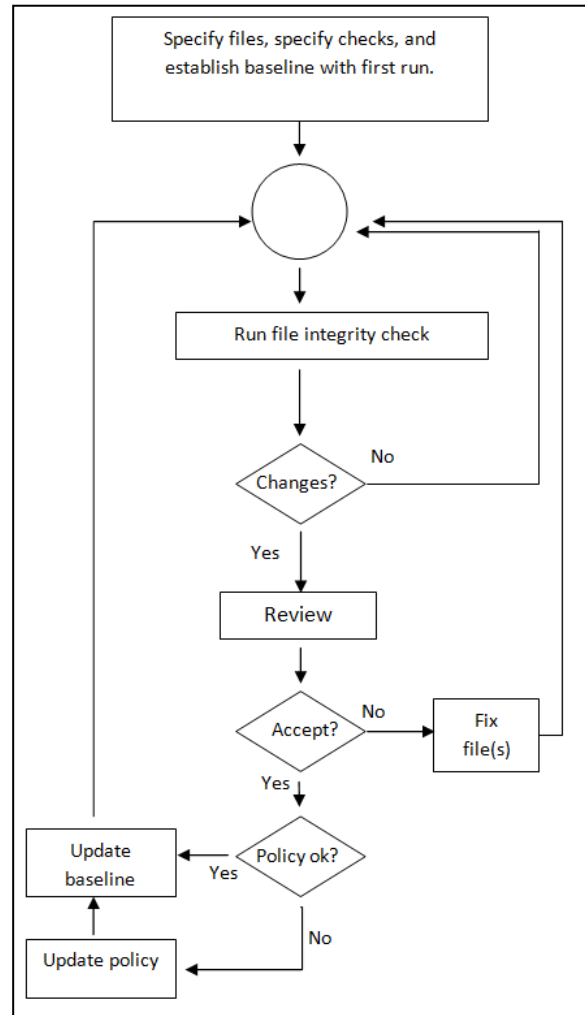 Specify files, specify checks, and
establish baseline with first run.
Run file integrity check
No
Changes?
Yes
Review
No
Accept?
Fix
file(s)
Yes
Policy ok?
Update
baseline
Yes
No
Update policy